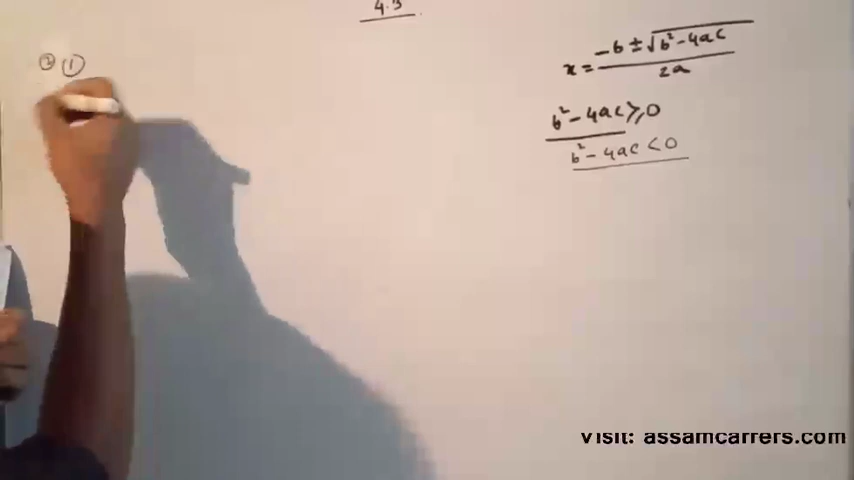 4.3
② ①
x = -b ± √b² - 4ac / 2a
b² - 4ac ≥ 0
b² - 4ac < 0
Visit: assamcarrers.com